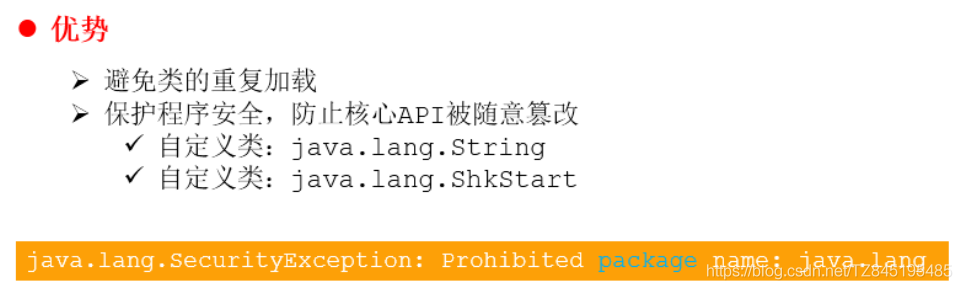 ● 优势
➢ 避免类的重复加载
➢ 保护程序安全，防止核心API被随意篡改
✓ 自定义类：java.lang.String
✓ 自定义类：java.lang.ShkStart
java.lang.SecurityException: Prohibited package name: java.lang
https://blog.csdn.net/TZ845195485